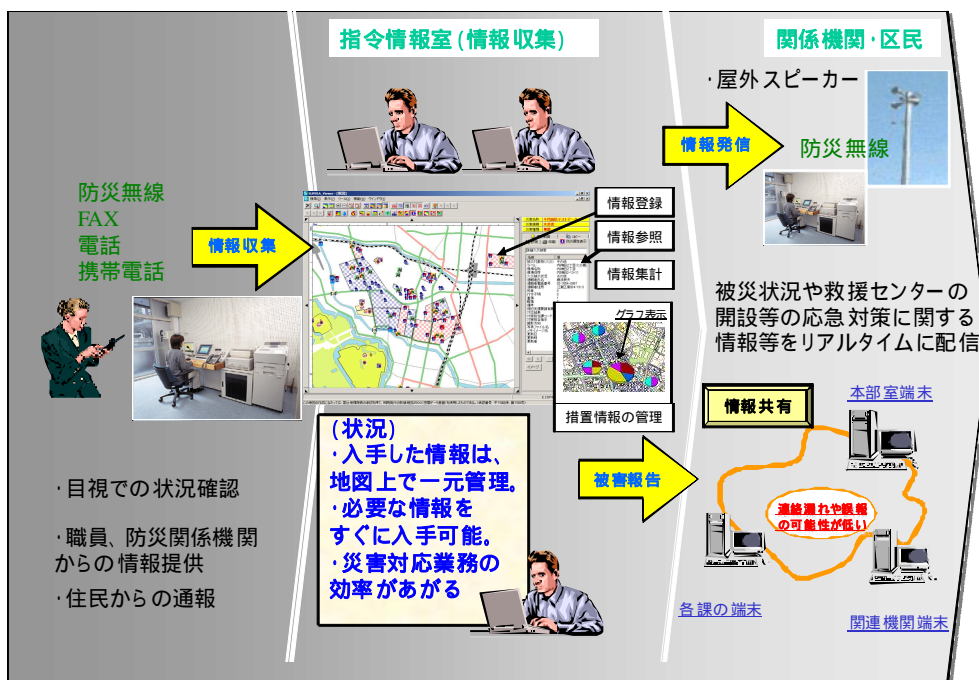 指令情報室(情報収集)
関係機関・区民
・屋外スピーカー
情報発信
防災無線
防災無線
FAX
電話
携帯電話
情報収集
情報登録
情報参照
情報集計
グラフ表示
措置情報の管理
被災状況や救援センターの
開設等の応急対策に関する
情報等をリアルタイムに配信
・目視での状況確認
・職員、防災関係機関
からの情報提供
・住民からの通報
(状況)
・入手した情報は、
地図上で一元管理。
・必要な情報を
すぐに入手可能。
・災害対応業務の
効率があがる
被害報告
情報共有
本部室端末
連絡漏れや誤報
の可能性が低い
各課の端末
関連機関端末